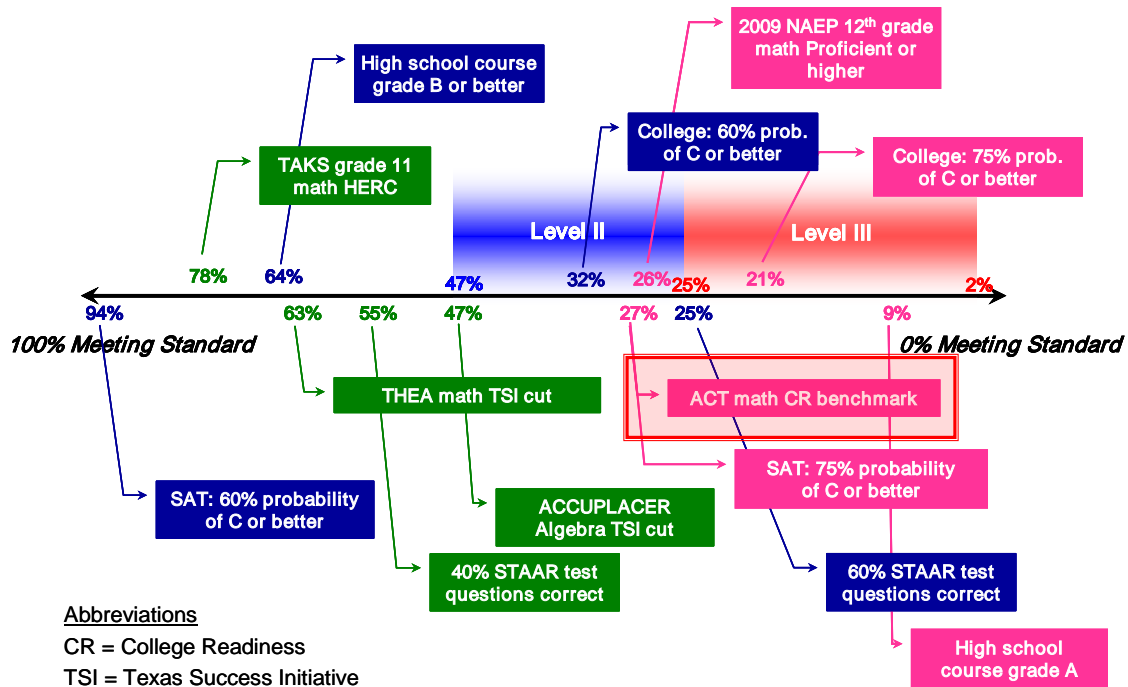 2009 NAEP 12th grade
math Proficient or
higher
High school course
grade B or better
College: 60% prob.
of C or better
College: 75% prob.
of C or better
TAKS grade 11
math HERC
Level II
Level III
78%
64%
47%
32%
26%
25%
21%
2%
94%
63%
55%
47%
27%
25%
9%
100% Meeting Standard
0% Meeting Standard
THEA math TSI cut
ACT math CR benchmark
SAT: 75% probability
of C or better
SAT: 60% probability
of C or better
ACCUPLACER
Algebra TSI cut
40% STAAR test
questions correct
60% STAAR test
questions correct
High school
course grade A
Abbreviations
CR = College Readiness
TSI = Texas Success Initiative